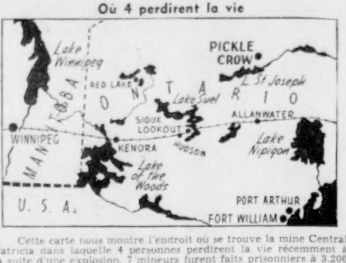 Où 4 perdirent la vie
Lake
Winnipeg
PICKLE
CROW
RED LAKE
L. St Joseph
ONTARIO
Lake Suel
MANITOBA
SIOUX
LOOKOUT
ALLANWATER
WINNIPEG
HUDSON
KENORA
Lake
Nipigon
Lake
of the
Woods
U. S. A.
PORT ARTHUR
FORT WILLIAM
Cette carte nous montre l'endroit où se trouve la mine Central
Patricia dans laquelle 4 personnes perdirent la vie récemment à
la suite d'une explosion. 7 mineurs furent faits prisonniers à 3,200